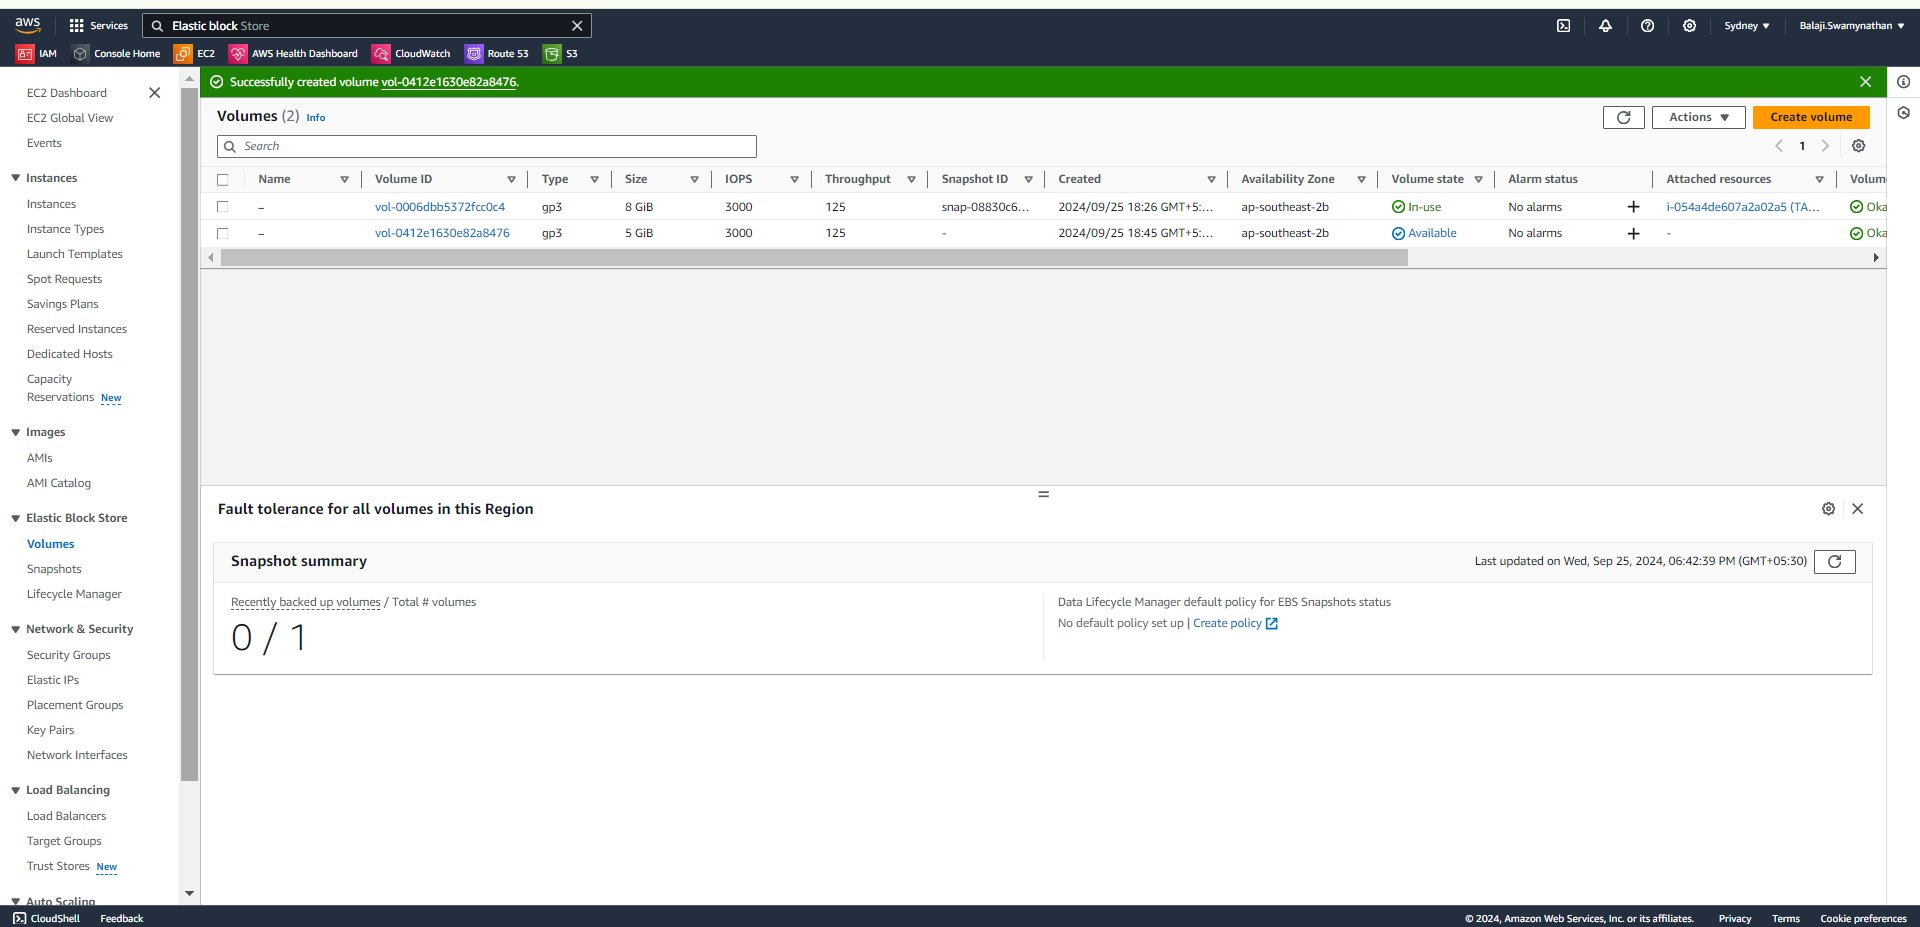 aws
Services
Elastic block Store
Sydney
Balaji.Swamynathan
IAM
Console Home
EC2
AWS Health Dashboard
CloudWatch
Route 53
S3
EC2 Dashboard
EC2 Global View
Events
Instances
Instances
Instance Types
Launch Templates
Spot Requests
Savings Plans
Reserved Instances
Dedicated Hosts
Capacity
Reservations New
Images
AMIs
AMI Catalog
Elastic Block Store
Volumes
Snapshots
Lifecycle Manager
Network & Security
Security Groups
Elastic IPs
Placement Groups
Key Pairs
Network Interfaces
Load Balancing
Load Balancers
Target Groups
Trust Stores New
Auto Scaling
Successfully created volume vol-0412e1630e82a8476.
Volumes (2) Info
Actions
Create volume
Search
1
Name Volume ID Type Size IOPS Throughput Snapshot ID Created Availability Zone Volume state Alarm status Attached resources Volum
– vol-0006dbb5372fcc0c4 gp3 8 GiB 3000 125 snap-08830c6... 2024/09/25 18:26 GMT+5:... ap-southeast-2b In-use No alarms + i-054a4de607a2a02a5 (TA... Oka
– vol-0412e1630e82a8476 gp3 5 GiB 3000 125 - 2024/09/25 18:45 GMT+5:... ap-southeast-2b Available No alarms + - Oka
Fault tolerance for all volumes in this Region
Snapshot summary
Last updated on Wed, Sep 25, 2024, 06:42:39 PM (GMT+05:30)
Recently backed up volumes / Total # volumes
0 / 1
Data Lifecycle Manager default policy for EBS Snapshots status
No default policy set up | Create policy
CloudShell
Feedback
© 2024, Amazon Web Services, Inc. or its affiliates.
Privacy
Terms
Cookie preferences